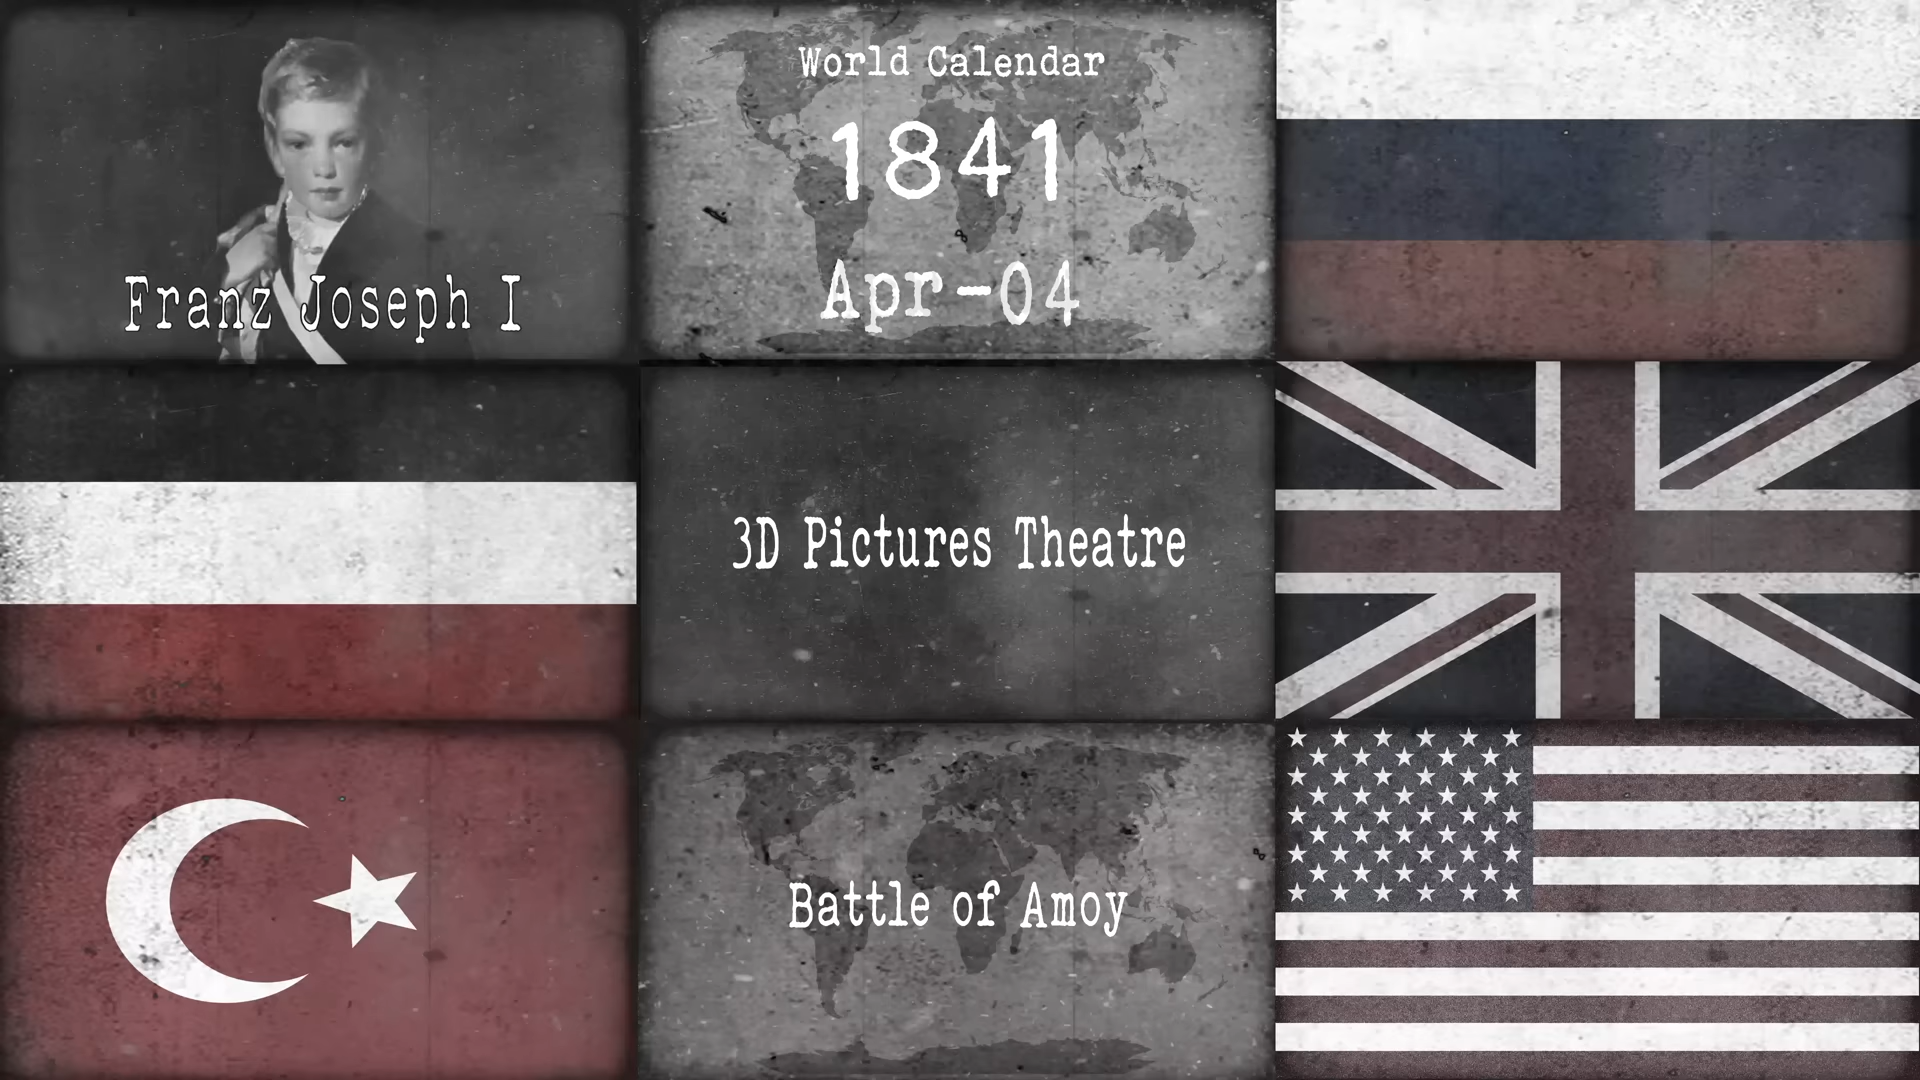 Franz Joseph I
World Calendar
1841
Apr-04
3D Pictures Theatre
Battle of Amoy